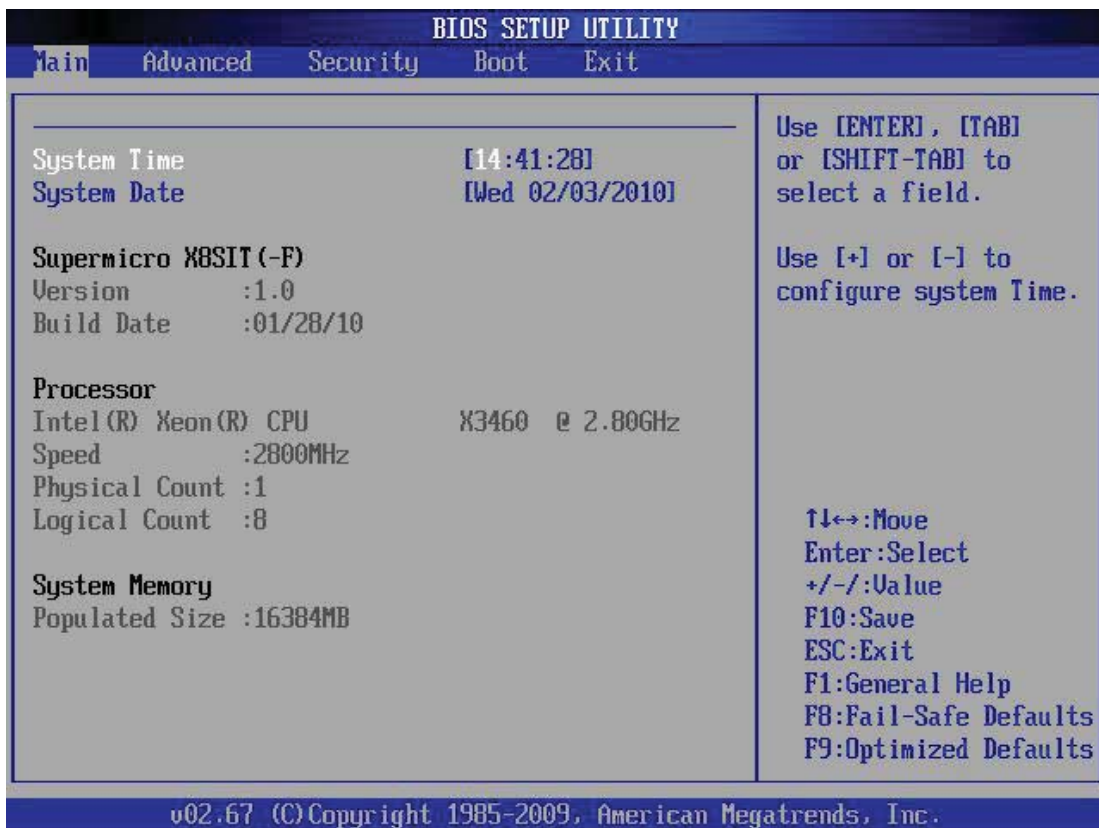 BIOS SETUP UTILITY
Main Advanced Security Boot Exit
System Time [14:41:28]
System Date [Wed 02/03/2010]
Supermicro X8SIT(-F)
Version :1.0
Build Date :01/28/10
Processor
Intel(R) Xeon(R) CPU X3460 @ 2.80GHz
Speed :2800MHz
Physical Count :1
Logical Count :8
System Memory
Populated Size :16384MB
Use [ENTER], [TAB]
or [SHIFT-TAB] to
select a field.
Use [+] or [-] to
configure system Time.
↑↓←→:Move
Enter:Select
+/-/:Value
F10:Save
ESC:Exit
F1:General Help
F8:Fail-Safe Defaults
F9:Optimized Defaults
v02.67 (C)Copyright 1985-2009, American Megatrends, Inc.